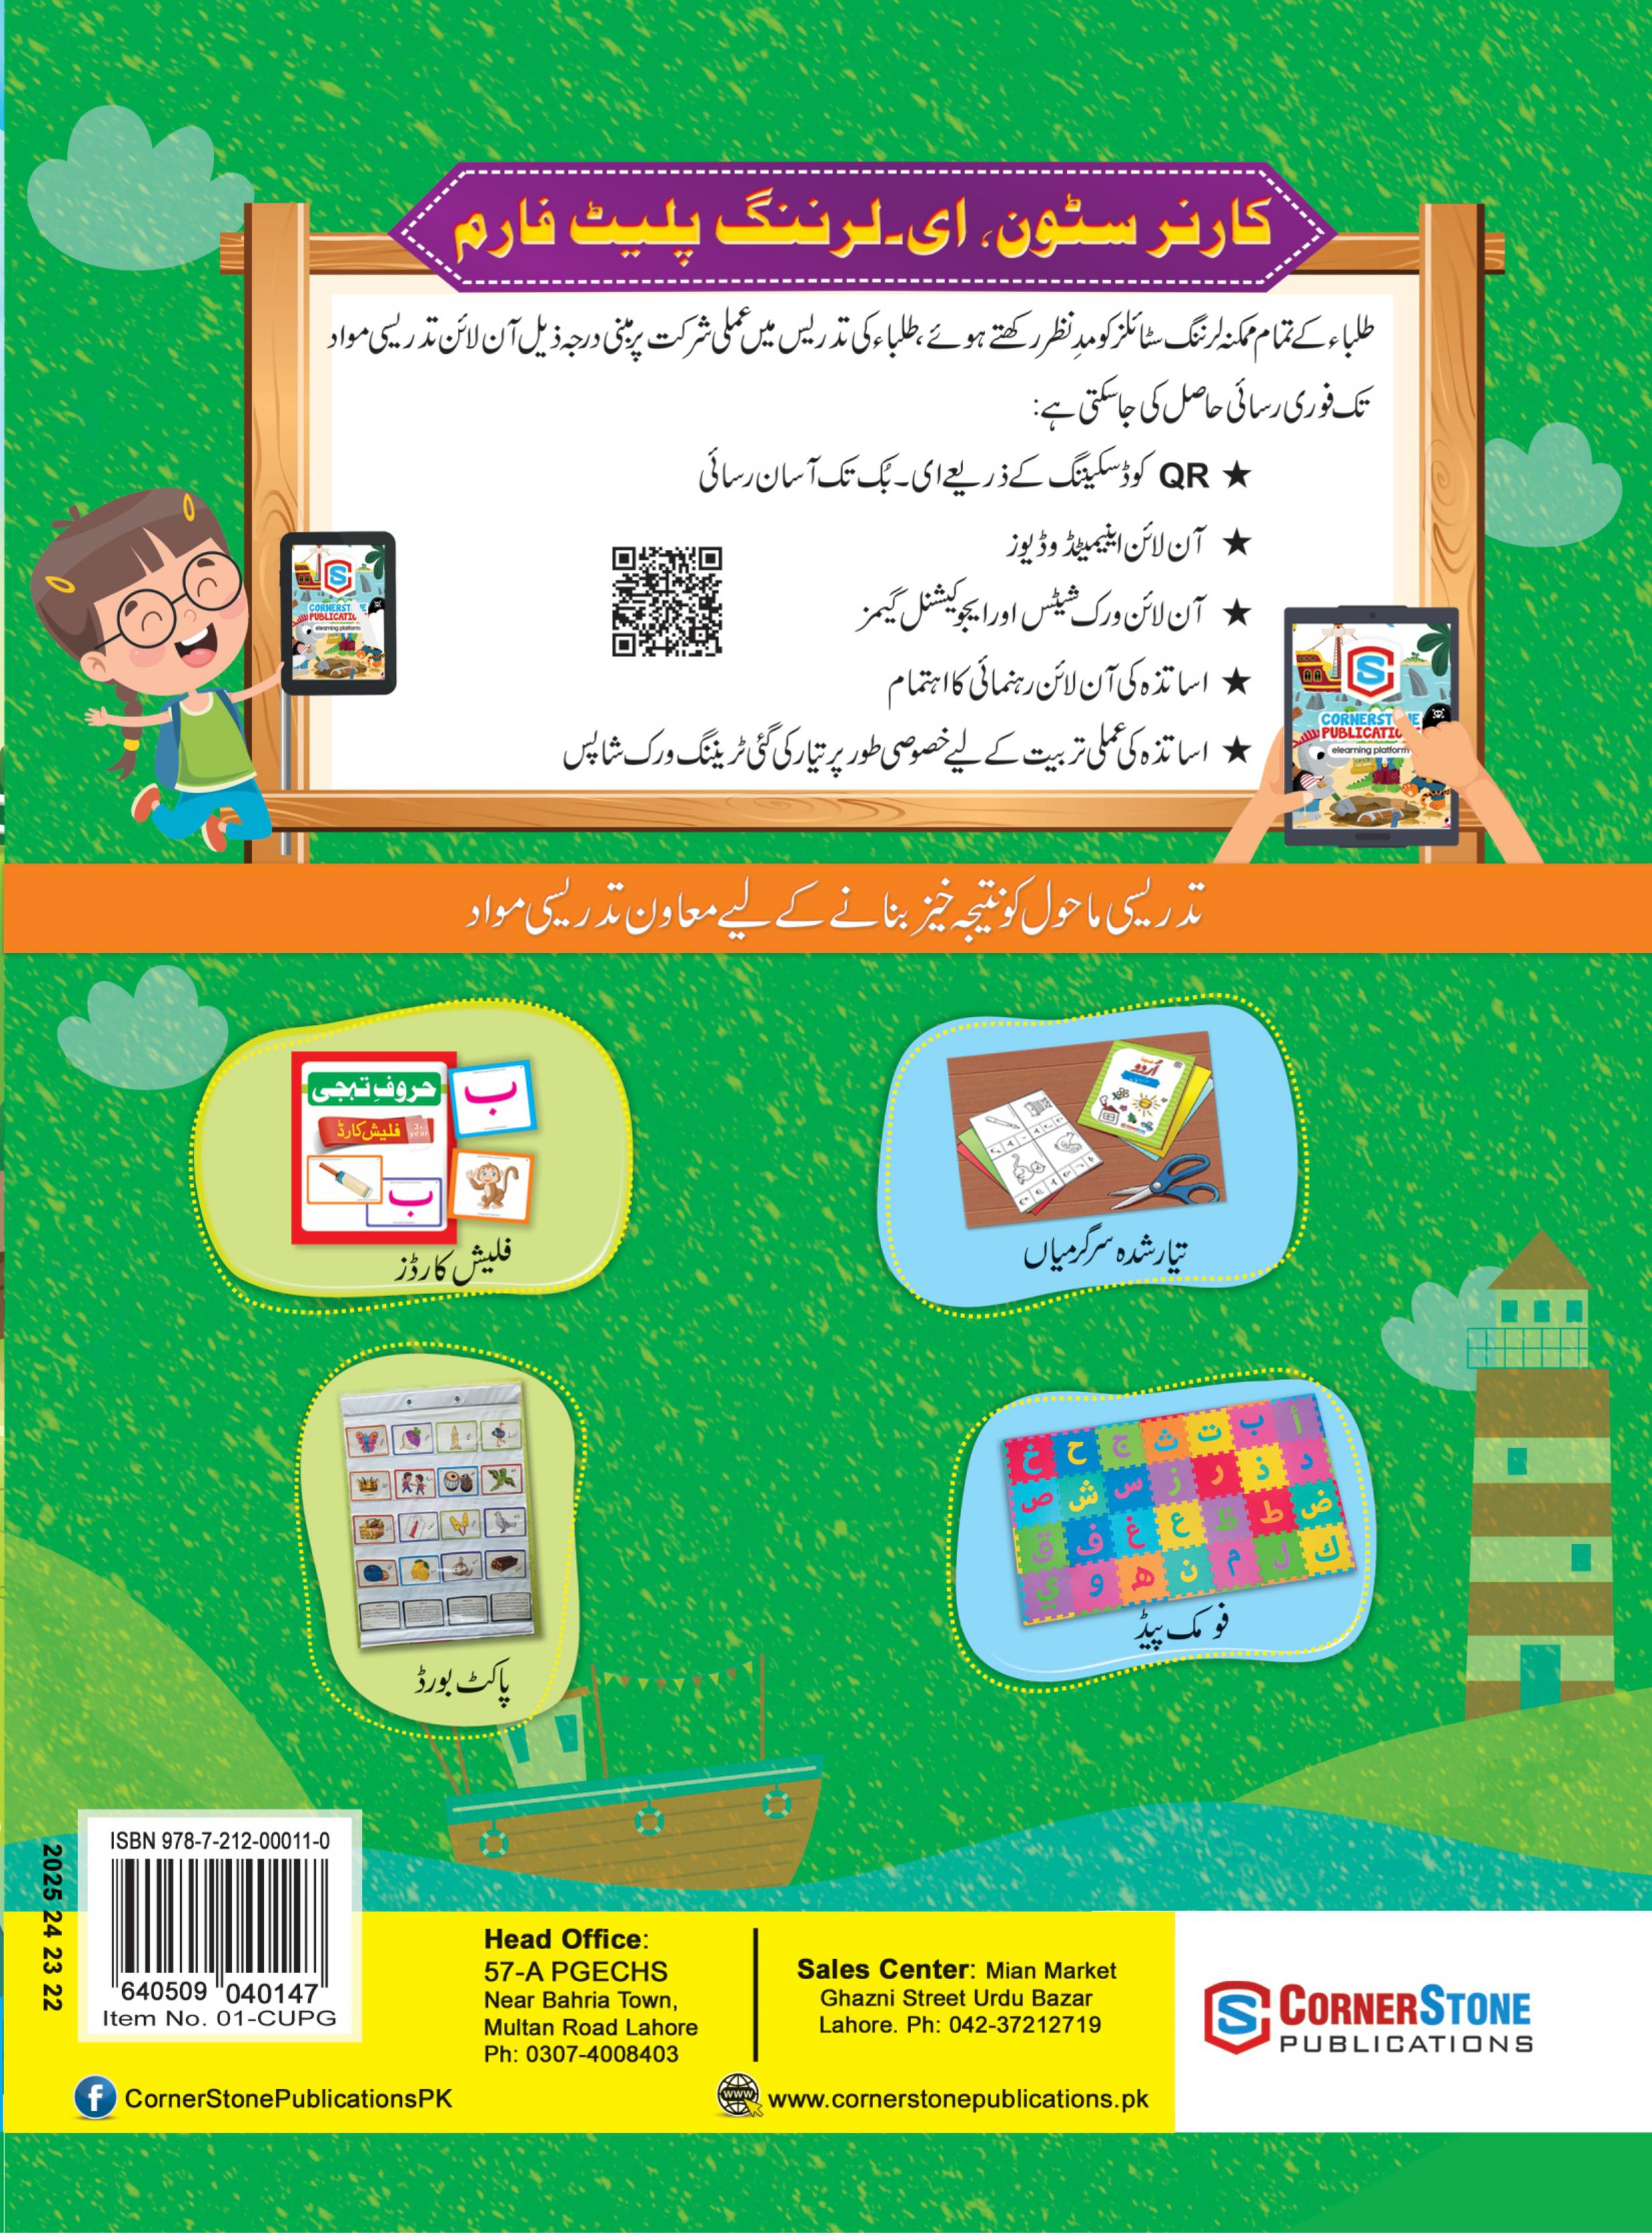 کارنر سٹون، ای۔لرننگ پلیٹ فارم
طلباء کے تمام ممکنہ لرننگ سٹائلز کو مدِنظر رکھتے ہوئے، طلباء کی تدریس میں عملی شرکت پر مبنی درجہ ذیل آن لائن تدریسی مواد
تک فوری رسائی حاصل کی جاسکتی ہے:
★ QR کوڈ سکیننگ کے ذریعے ای۔ بُک تک آسان رسائی
★ آن لائن اینیمیٹڈ وڈیوز
★ آن لائن ورک شیٹس اور ایجوکیشنل گیمز
★ اساتذہ کی آن لائن رہنمائی کا اہتمام
★ اساتذہ کی عملی تربیت کے لیے خصوصی طور پر تیار کی گئی ٹریننگ ورک شاپس
CORNERST
PUBLICATI
elearning platform
CORNERST NE
PUBLICATIO
elearning platform
تدریسی ماحول کو نتیجہ خیز بنانے کے لیے معاون تدریسی مواد
اُردو
تیار شدہ سرگرمیاں
حروفِ تہجی
فلیش کارڈ
ب
ب
فلیش کارڈز
أ ب ت ث ج ح خ
د ذ ر ز س ش ص
ض ط ظ ع غ ف ق
ك ل م ن ه و ي
فومک پیڈ
پاکٹ بورڈ
2025 24 23 22
ISBN 978-7-212-00011-0
640509 040147
Item No. 01-CUPG
Head Office:
57-A PGECHS
Near Bahria Town,
Multan Road Lahore
Ph: 0307-4008403
Sales Center: Mian Market
Ghazni Street Urdu Bazar
Lahore. Ph: 042-37212719
CORNERSTONE
PUBLICATIONS
CornerStonePublicationsPK
www.cornerstonepublications.pk